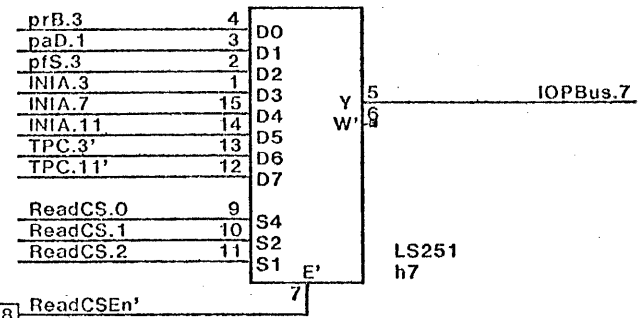 prB.3 4 D0
paD.1 3 D1
pfS.3 2 D2
INIA.3 1 D3
INIA.7 15 D4 Y 5 IOPBus.7
INIA.11 14 D5 W' 6
TPC.3' 13 D6
TPC.11' 12 D7
ReadCS.0 9 S4
ReadCS.1 10 S2
ReadCS.2 11 S1
LS251
E'
h7
7
8 ReadCSEn'